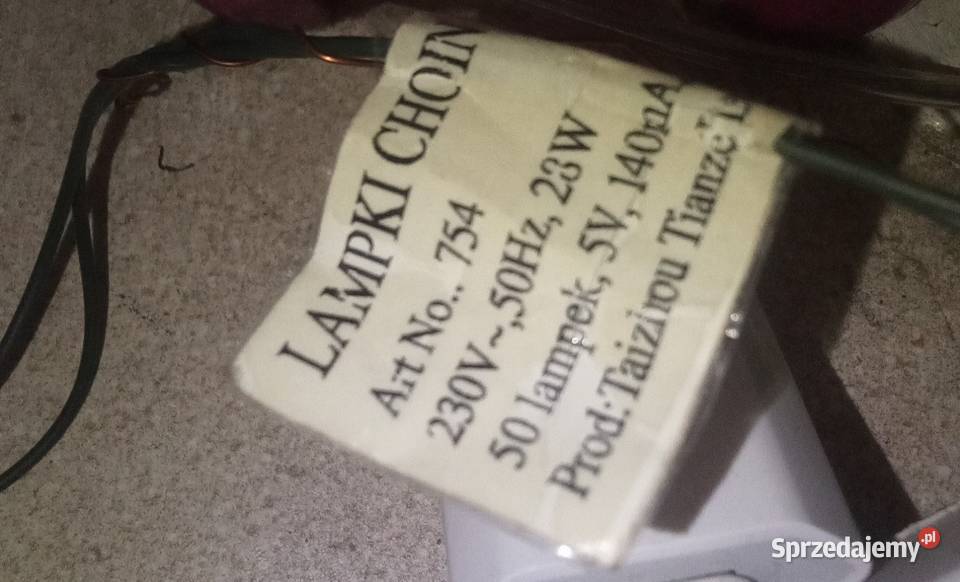 LAMPKI CHOIN
Art No.. 754
230V~,50Hz, 23W
50 lampek, 5V, 140mA
Prod: Taizhou Tianze
Sprzedajemy.pl